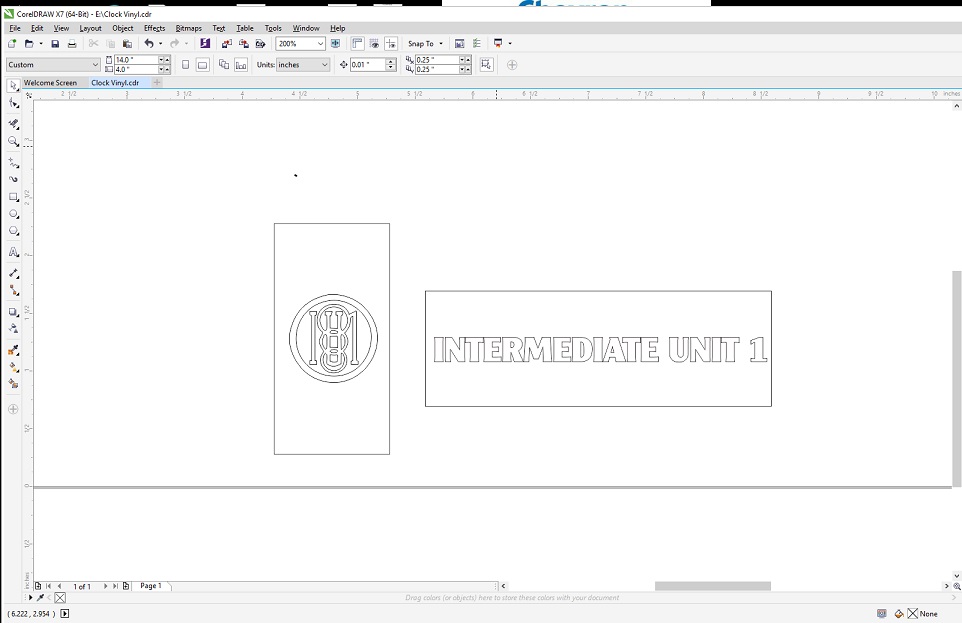 CorelDRAW X7 (64-Bit) - E:\Clock Vinyl.cdr
File Edit View Layout Object Effects Bitmaps Text Table Tools Window Help
200% Snap To
Custom 14.0 " 4.0 " Units: inches 0.01 " 0.25 " 0.25 "
Welcome Screen Clock Vinyl.cdr
2 1/2 3 3 1/2 4 4 1/2 5 5 1/2 6 6 1/2 7 7 1/2 8 8 1/2 9 9 1/2 10 inches
IU1
INTERMEDIATE UNIT 1
inches
1 of 1 Page 1
Drag colors (or objects) here to store these colors with your document
( 6.222 , 2.954 ) None